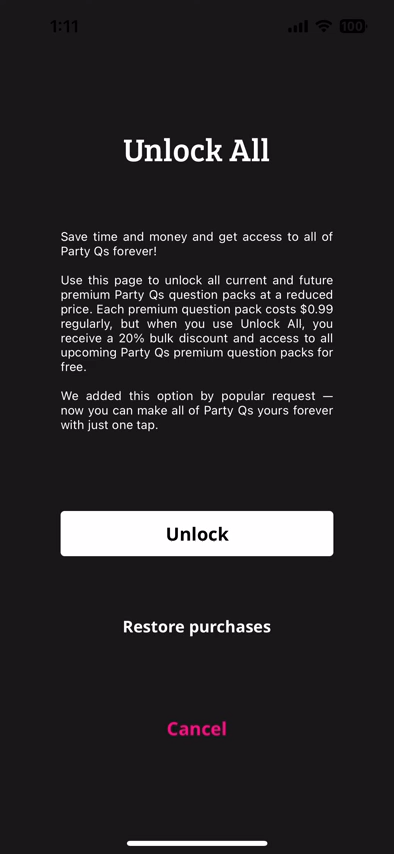 1:11
100
Unlock All
Save time and money and get access to all of
Party Qs forever!
Use this page to unlock all current and future
premium Party Qs question packs at a reduced
price. Each premium question pack costs $0.99
regularly, but when you use Unlock All, you
receive a 20% bulk discount and access to all
upcoming Party Qs premium question packs for
free.
We added this option by popular request —
now you can make all of Party Qs yours forever
with just one tap.
Unlock
Restore purchases
Cancel